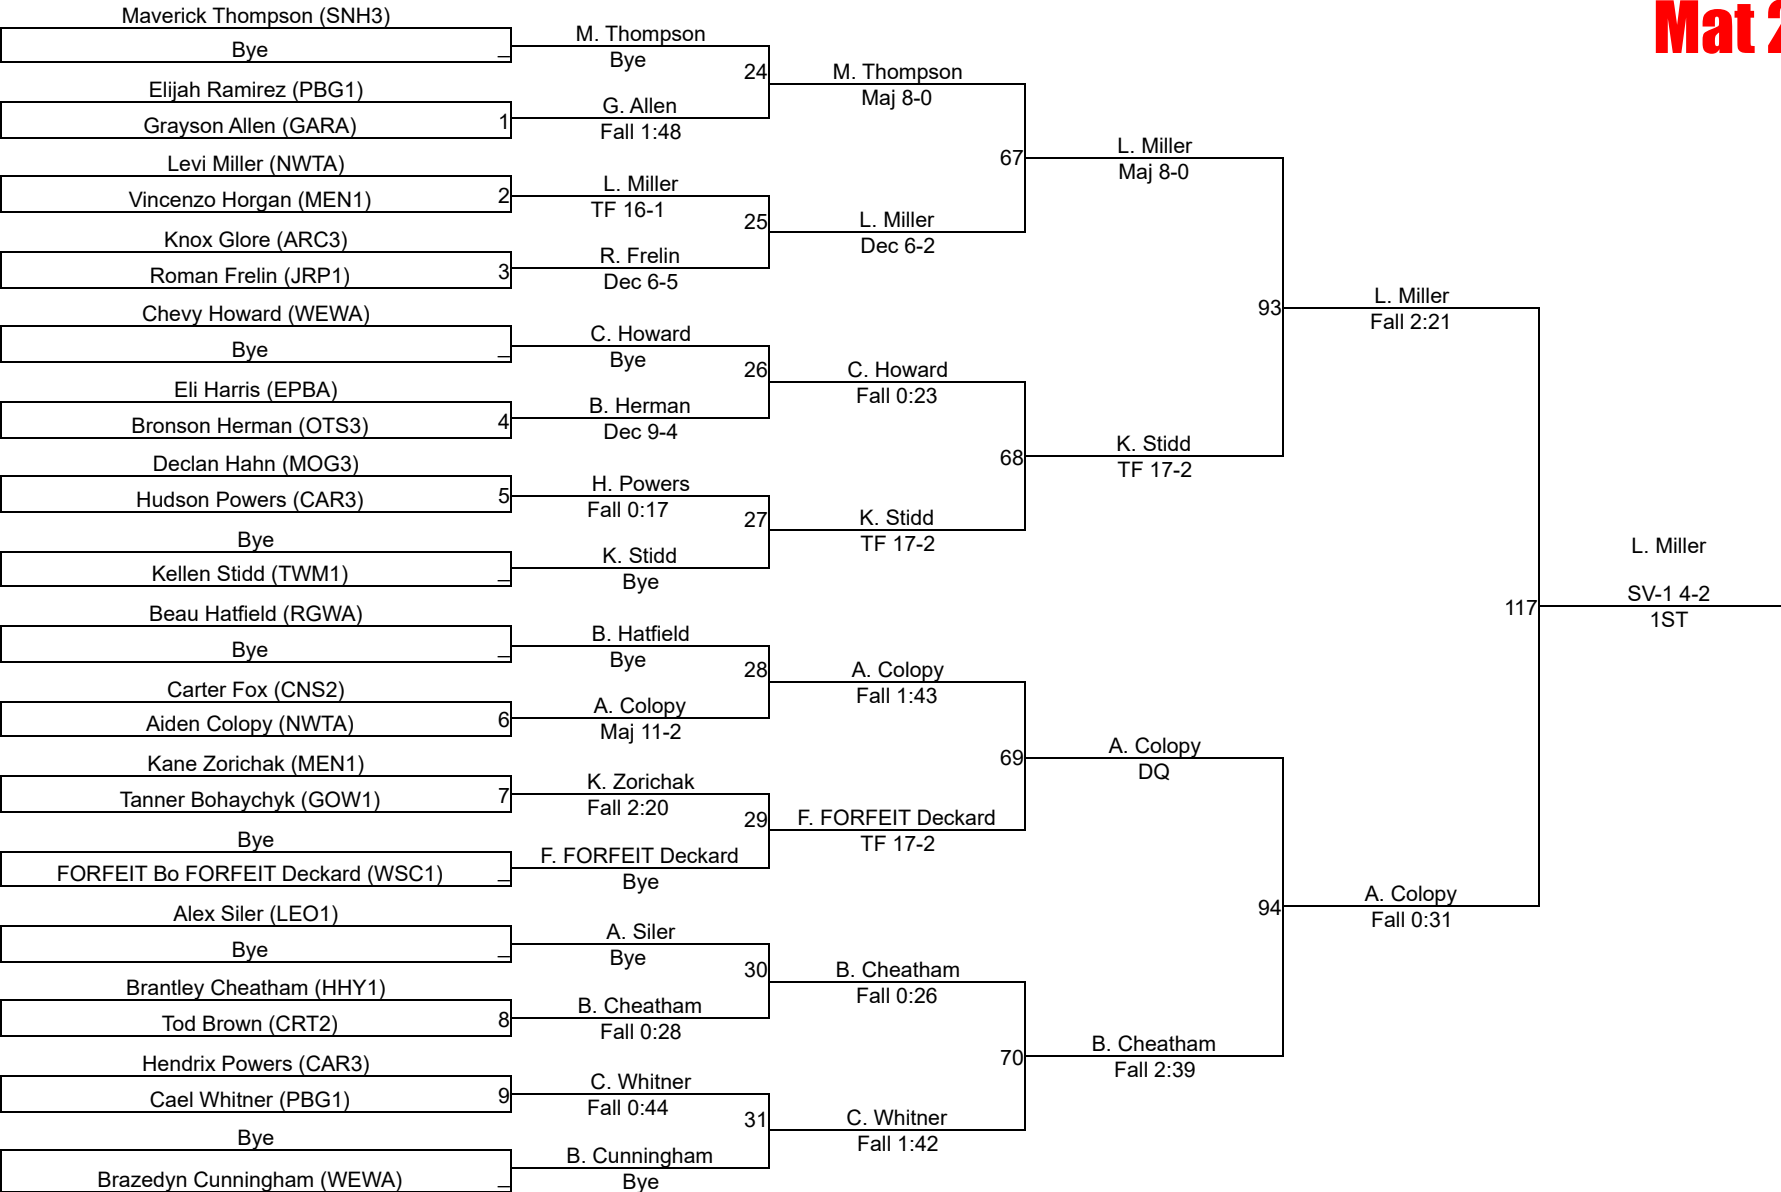 Mat 2
Maverick Thompson (SNH3)
Bye
Elijah Ramirez (PBG1)
Grayson Allen (GARA)
1
Levi Miller (NWTA)
Vincenzo Horgan (MEN1)
2
Knox Glore (ARC3)
Roman Frelin (JRP1)
3
Chevy Howard (WEWA)
Bye
Eli Harris (EPBA)
Bronson Herman (OTS3)
4
Declan Hahn (MOG3)
Hudson Powers (CAR3)
5
Bye
Kellen Stidd (TWM1)
Beau Hatfield (RGWA)
Bye
Carter Fox (CNS2)
Aiden Colopy (NWTA)
6
Kane Zorichak (MEN1)
Tanner Bohaychyk (GOW1)
7
Bye
FORFEIT Bo FORFEIT Deckard (WSC1)
Alex Siler (LEO1)
Bye
Brantley Cheatham (HHY1)
Tod Brown (CRT2)
8
Hendrix Powers (CAR3)
Cael Whitner (PBG1)
9
Bye
Brazedyn Cunningham (WEWA)
M. Thompson
Bye
24
G. Allen
Fall 1:48
L. Miller
TF 16-1
25
R. Frelin
Dec 6-5
C. Howard
Bye
26
B. Herman
Dec 9-4
H. Powers
Fall 0:17
27
K. Stidd
Bye
B. Hatfield
Bye
28
A. Colopy
Maj 11-2
K. Zorichak
Fall 2:20
29
F. FORFEIT Deckard
Bye
A. Siler
Bye
30
B. Cheatham
Fall 0:28
C. Whitner
Fall 0:44
31
B. Cunningham
Bye
M. Thompson
Maj 8-0
67
L. Miller
Dec 6-2
C. Howard
Fall 0:23
68
K. Stidd
TF 17-2
A. Colopy
Fall 1:43
69
F. FORFEIT Deckard
TF 17-2
B. Cheatham
Fall 0:26
70
C. Whitner
Fall 1:42
L. Miller
Maj 8-0
93
K. Stidd
TF 17-2
A. Colopy
DQ
94
B. Cheatham
Fall 2:39
L. Miller
Fall 2:21
117
A. Colopy
Fall 0:31
L. Miller
SV-1 4-2
1ST